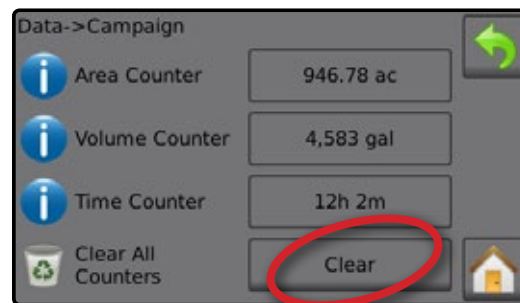 Data->Campaign
Area Counter 946.78 ac
Volume Counter 4,583 gal
Time Counter 12h 2m
Clear All
Counters
Clear